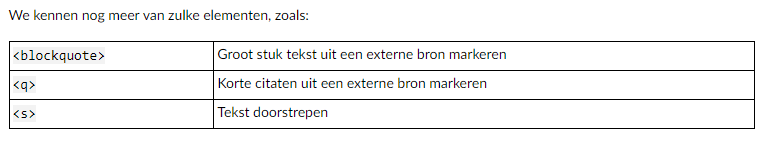 We kennen nog meer van zulke elementen, zoals:
<blockquote> Groot stuk tekst uit een externe bron markeren
<q> Korte citaten uit een externe bron markeren
<s> Tekst doorstrepen